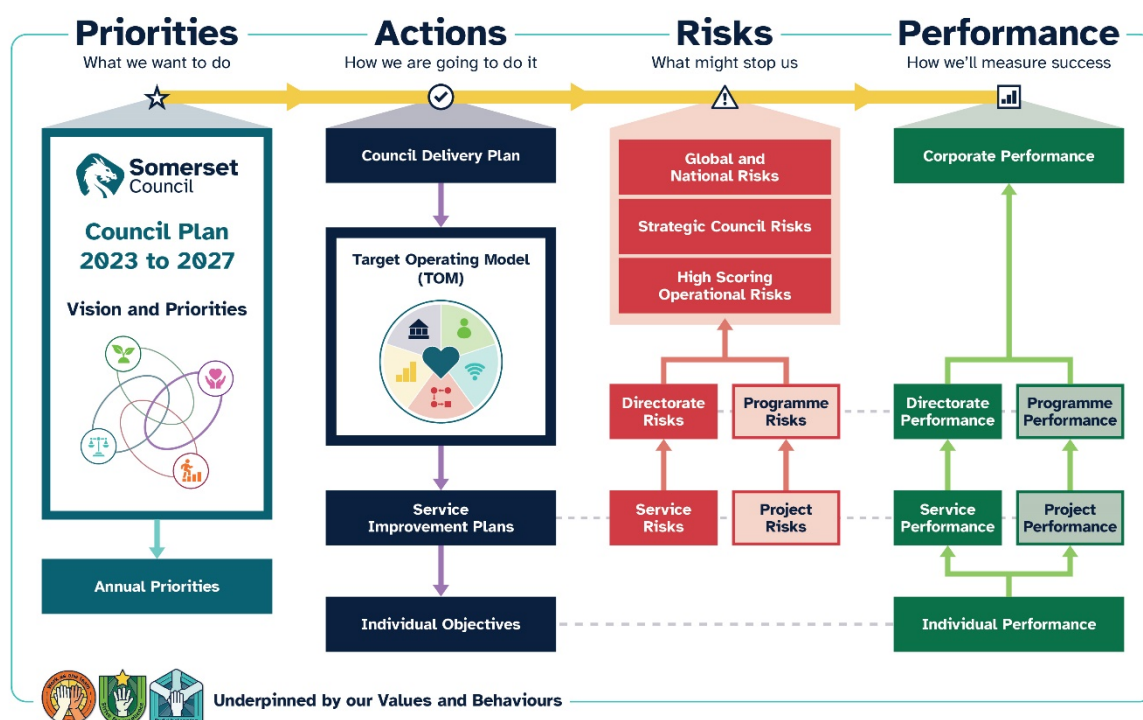 Priorities
What we want to do
Actions
How we are going to do it
Risks
What might stop us
Performance
How we'll measure success
Somerset
Council
Council Plan
2023 to 2027
Vision and Priorities
Annual Priorities
Council Delivery Plan
Target Operating Model
(TOM)
Service
Improvement Plans
Individual Objectives
Global and
National Risks
Strategic Council Risks
High Scoring
Operational Risks
Directorate
Risks
Programme
Risks
Service
Risks
Project
Risks
Corporate Performance
Directorate
Performance
Programme
Performance
Service
Performance
Project
Performance
Individual Performance
Underpinned by our Values and Behaviours